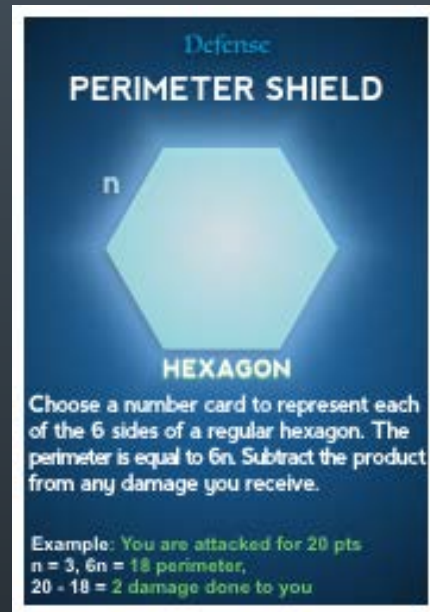 Defense
PERIMETER SHIELD
n
HEXAGON
Choose a number card to represent each
of the 6 sides of a regular hexagon. The
perimeter is equal to 6n. Subtract the product
from any damage you receive.
Example: You are attacked for 20 pts
n = 3, 6n = 18 perimeter,
20 - 18 = 2 damage done to you